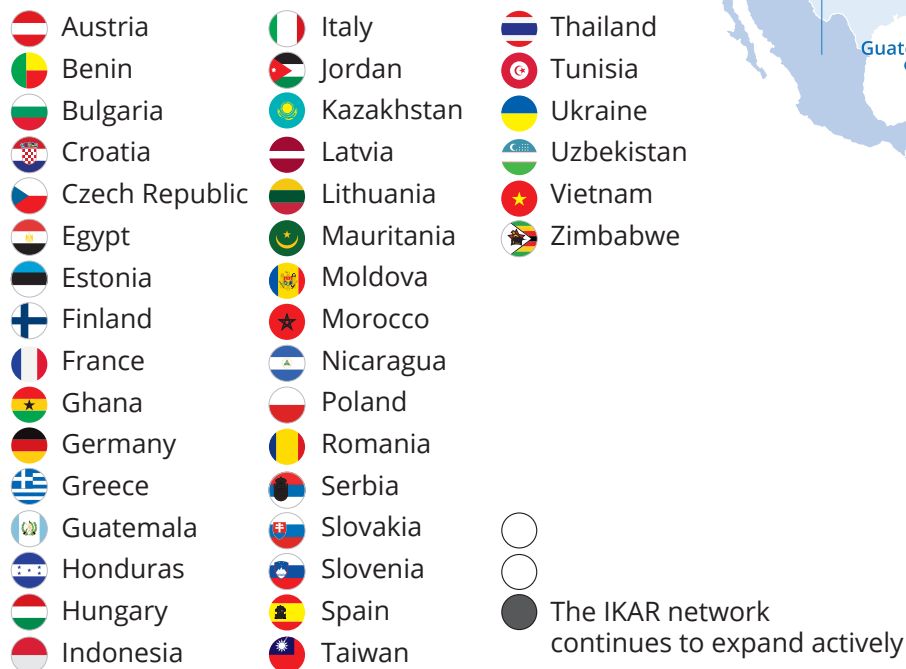 Austria
Benin
Bulgaria
Croatia
Czech Republic
Egypt
Estonia
Finland
France
Ghana
Germany
Greece
Guatemala
Honduras
Hungary
Indonesia
Italy
Jordan
Kazakhstan
Latvia
Lithuania
Mauritania
Moldova
Morocco
Nicaragua
Poland
Romania
Serbia
Slovakia
Slovenia
Spain
Taiwan
Thailand
Tunisia
Ukraine
Uzbekistan
Vietnam
Zimbabwe
The IKAR network
continues to expand actively
Guat